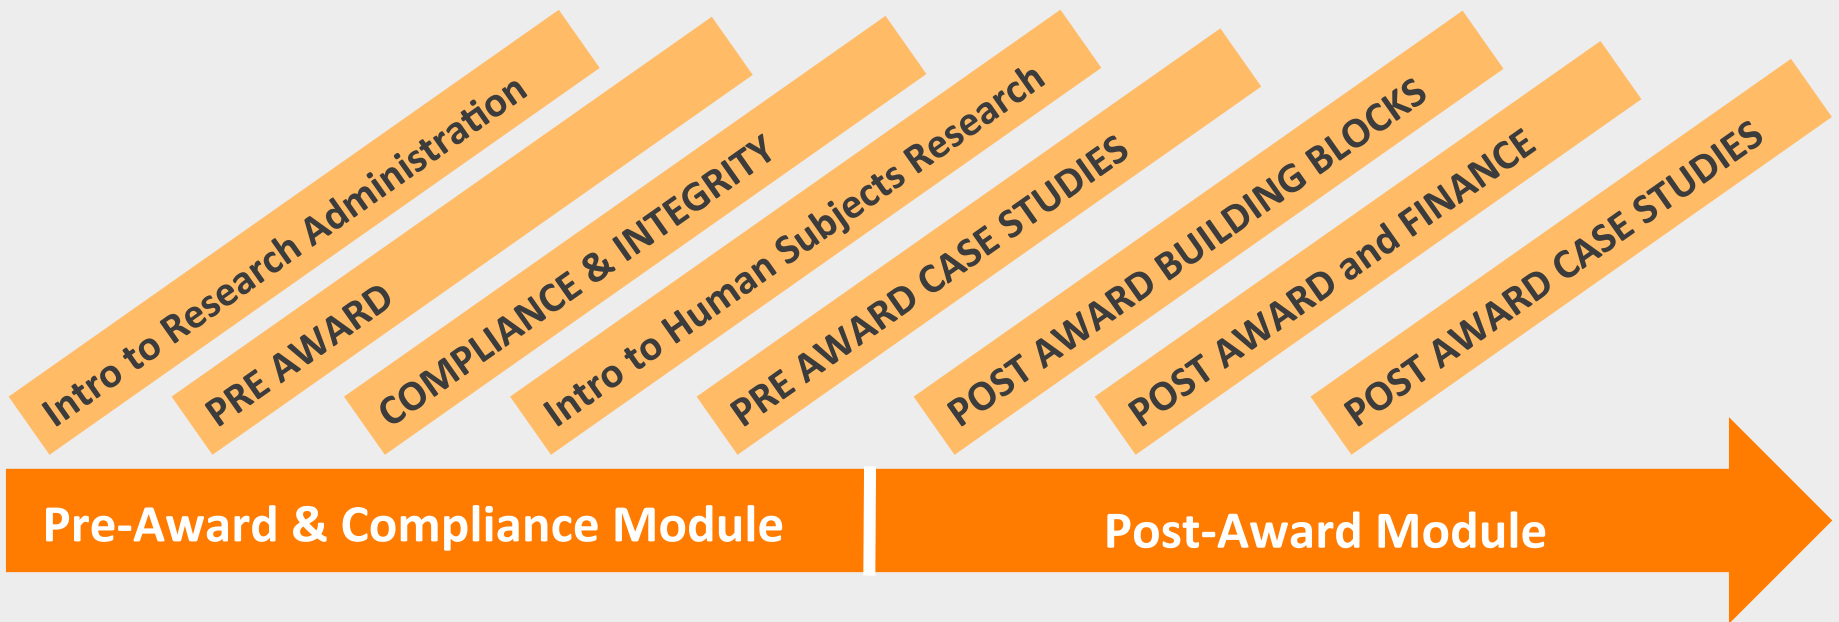 Intro to Research Administration
PRE AWARD
COMPLIANCE & INTEGRITY
Intro to Human Subjects Research
PRE AWARD CASE STUDIES
POST AWARD BUILDING BLOCKS
POST AWARD and FINANCE
POST AWARD CASE STUDIES
Pre-Award & Compliance Module
Post-Award Module